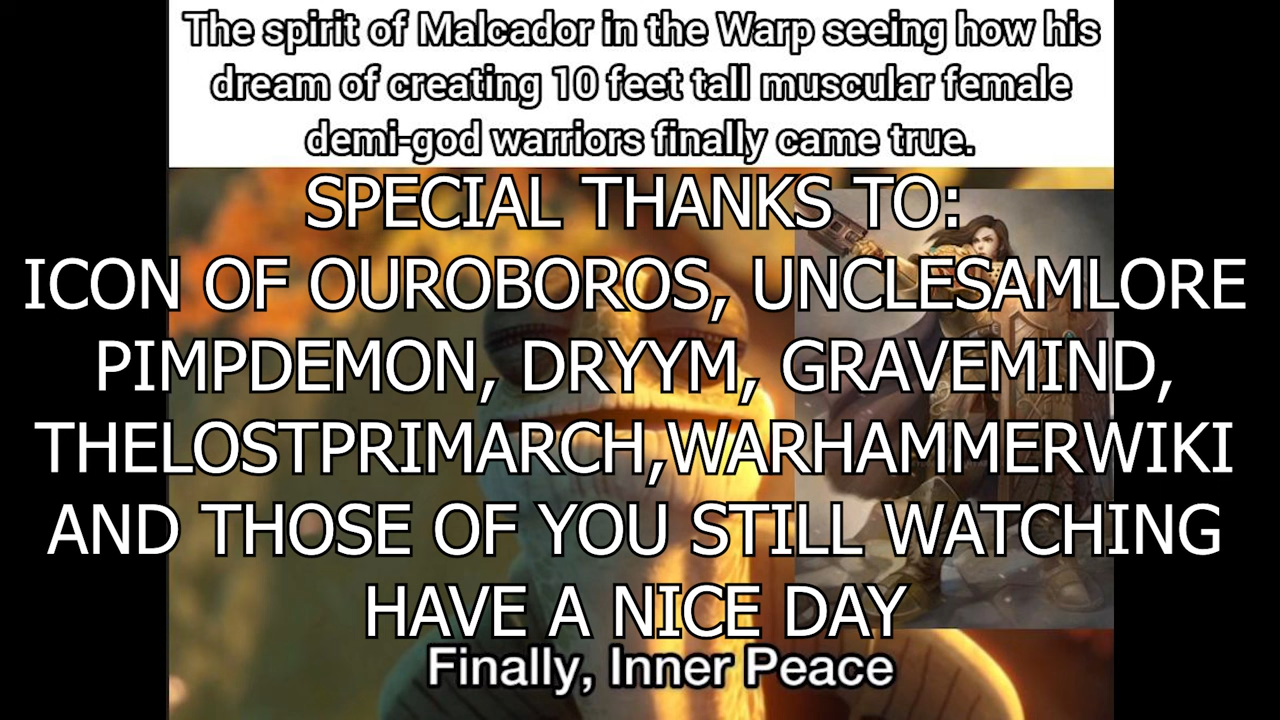 The spirit of Malcador in the Warp seeing how his
dream of creating 10 feet tall muscular female
demi-god warriors finally came true.
SPECIAL THANKS TO:
ICON OF OUROBOROS, UNCLESAMLORE
PIMPDEMON, DRYYM, GRAVEMIND,
THELOSTPRIMARCH,WARHAMMERWIKI
AND THOSE OF YOU STILL WATCHING
HAVE A NICE DAY
Finally, Inner Peace